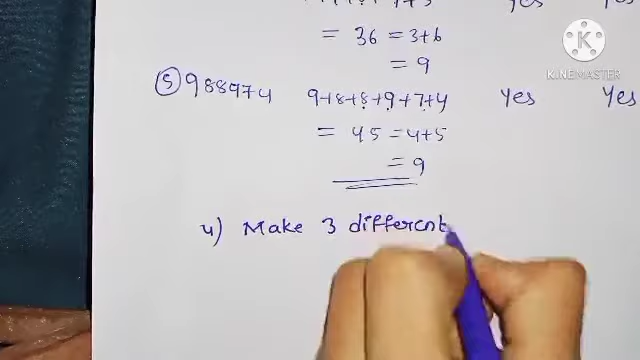 = 36 = 3+6
= 9
⑤ 988974 9+8+8+9+7+4 Yes Yes
= 45 = 4+5
= 9
4) Make 3 different
KINEMASTER